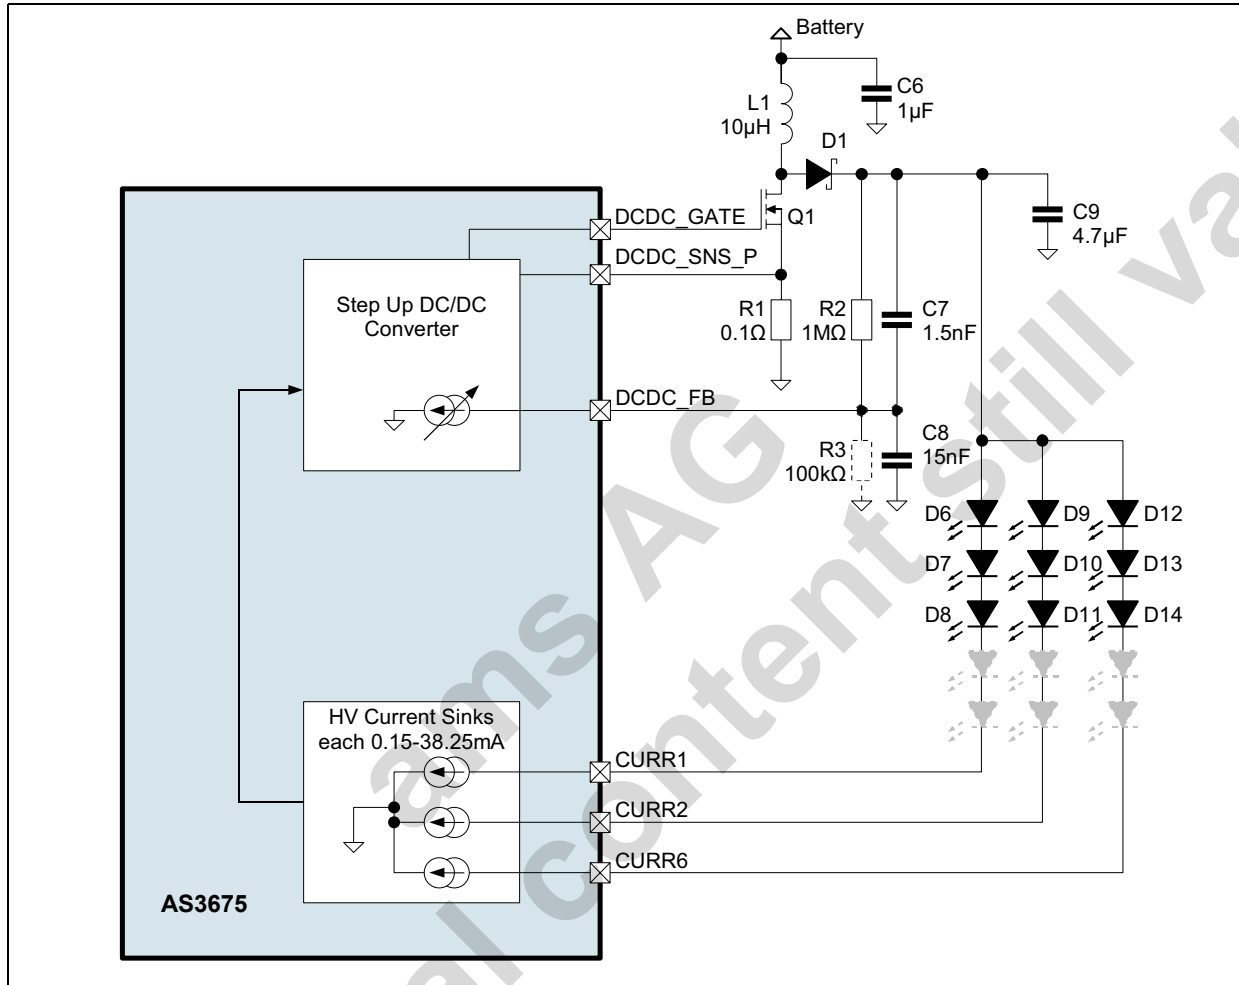 Battery
C6
1µF
L1
10µH
D1
DCDC_GATE
Q1
C9
4.7µF
DCDC_SNS_P
Step Up DC/DC
Converter
R1
0.1Ω
R2
1MΩ
C7
1.5nF
DCDC_FB
R3
100kΩ
C8
15nF
D6
D9
D12
D7
D10
D13
D8
D11
D14
HV Current Sinks
each 0.15-38.25mA
CURR1
CURR2
CURR6
AS3675
ams AG
al content still va